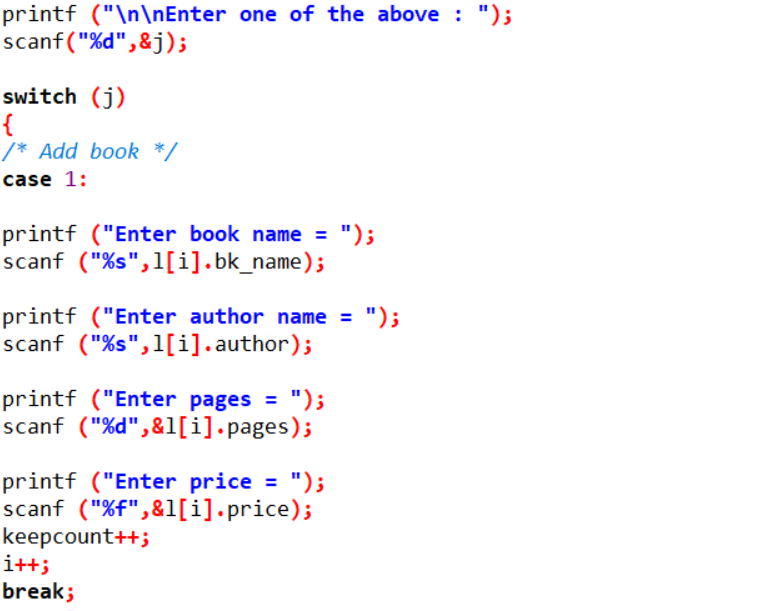 printf ("\n\nEnter one of the above : ");
scanf("%d",&j);
switch (j)
{
/* Add book */
case 1:
printf ("Enter book name = ");
scanf ("%s",l[i].bk_name);
printf ("Enter author name = ");
scanf ("%s",l[i].author);
printf ("Enter pages = ");
scanf ("%d",&l[i].pages);
printf ("Enter price = ");
scanf ("%f",&l[i].price);
keepcount++;
i++;
break;